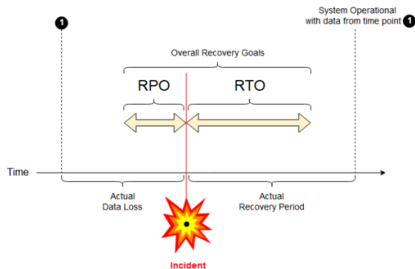 System Operational
with data from time point 1
1
Overall Recovery Goals
RPO
RTO
Time
Actual
Data Loss
Actual
Recovery Period
Incident